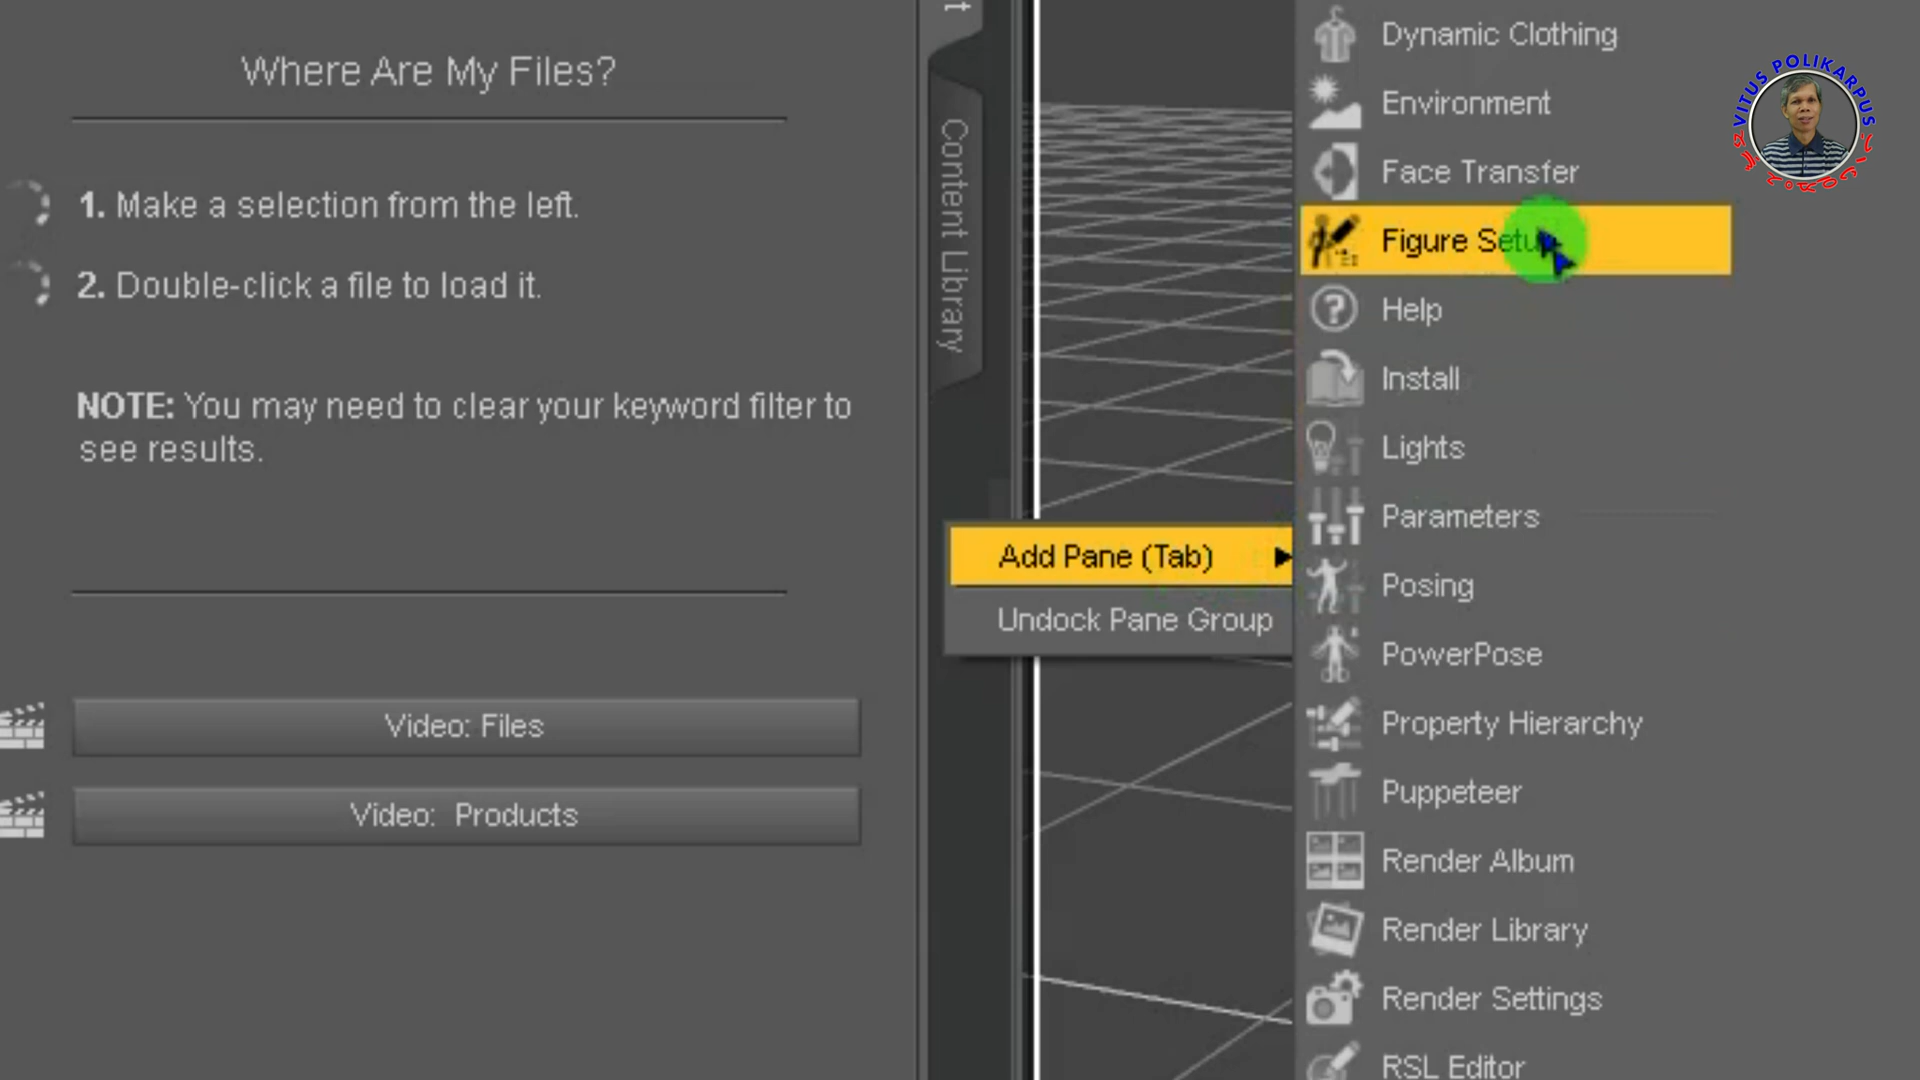 Where Are My Files?
1. Make a selection from the left.
2. Double-click a file to load it.
NOTE: You may need to clear your keyword filter to
see results.
Video: Files
Video: Products
Content Library
Add Pane (Tab)
Undock Pane Group
Dynamic Clothing
Environment
Face Transfer
Figure Setup
Help
Install
Lights
Parameters
Posing
PowerPose
Property Hierarchy
Puppeteer
Render Album
Render Library
Render Settings
RSL Editor
VITUS POLIKARPUS